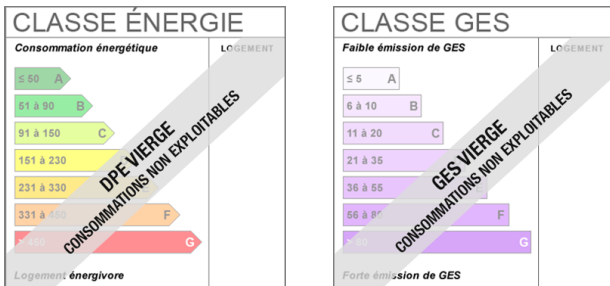 CLASSE ÉNERGIE
Consommation énergétique
LOGEMENT
≤ 50 A
51 à 90 B
91 à 150 C
151 à 230
231 à 330
331 à F
G
Logement énergivore
DPE VIERGE
CONSOMMATIONS NON EXPLOITABLES
CLASSE GES
Faible émission de GES
LOGEMENT
≤ 5 A
6 à 10 B
11 à 20 C
21 à 35
36 à 55
56 à F
G
Forte émission de GES
GES VIERGE
CONSOMMATIONS NON EXPLOITABLES